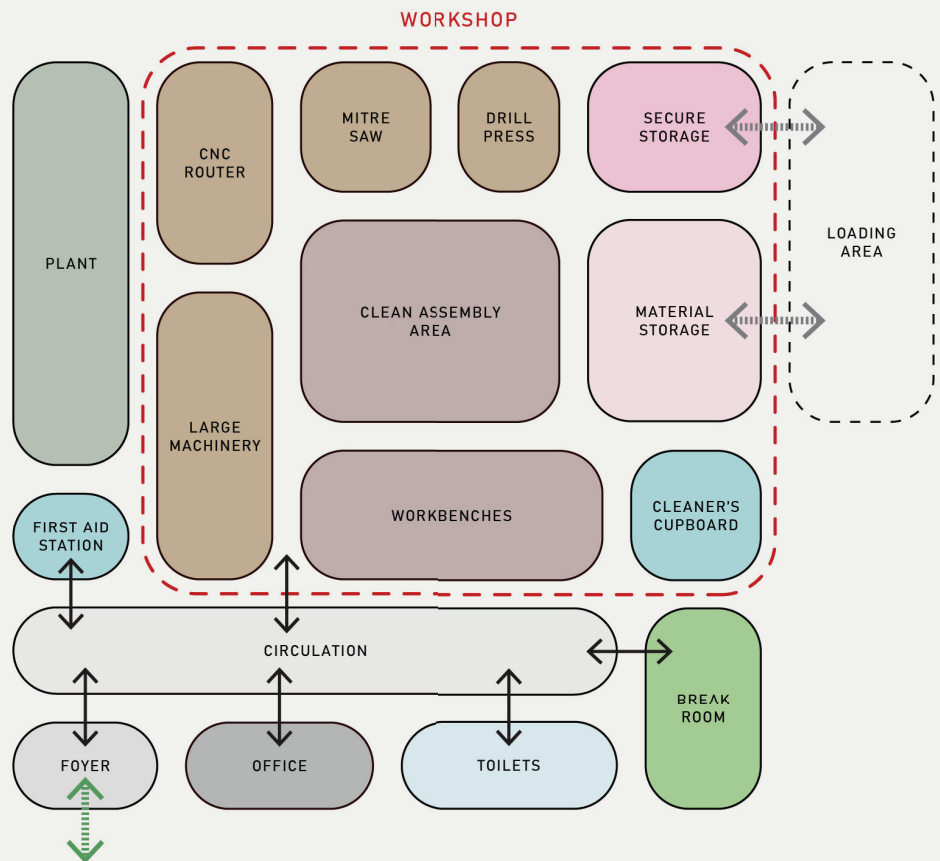 WORKSHOP
PLANT
CNC
ROUTER
MITRE
SAW
DRILL
PRESS
SECURE
STORAGE
LOADING
AREA
CLEAN ASSEMBLY
AREA
MATERIAL
STORAGE
LARGE
MACHINERY
WORKBENCHES
CLEANER'S
CUPBOARD
FIRST AID
STATION
CIRCULATION
BREAK
ROOM
FOYER
OFFICE
TOILETS